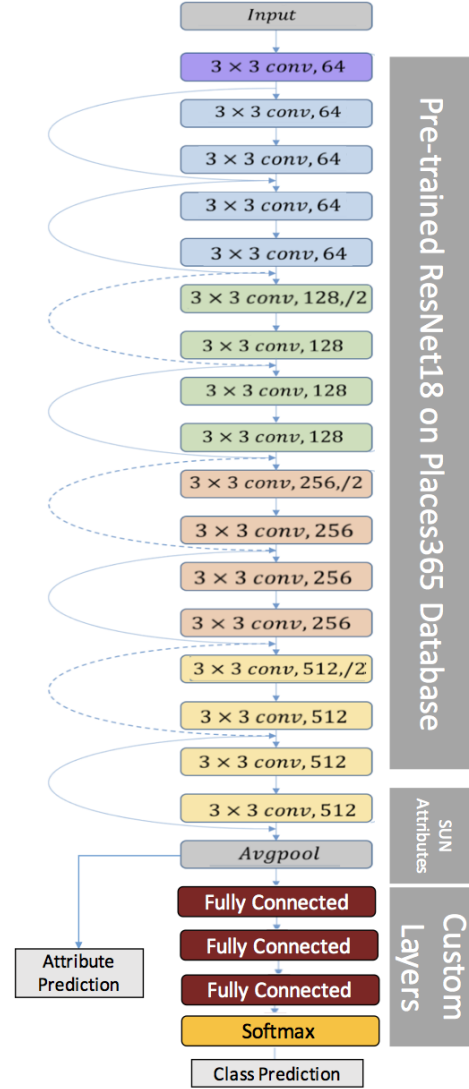 Input
3 × 3 conv, 64
3 × 3 conv, 64
3 × 3 conv, 64
3 × 3 conv, 64
3 × 3 conv, 64
3 × 3 conv, 128,/2
3 × 3 conv, 128
3 × 3 conv, 128
3 × 3 conv, 128
3 × 3 conv, 256,/2
3 × 3 conv, 256
3 × 3 conv, 256
3 × 3 conv, 256
3 × 3 conv, 512,/2
3 × 3 conv, 512
3 × 3 conv, 512
3 × 3 conv, 512
Avgpool
Fully Connected
Fully Connected
Fully Connected
Softmax
Class Prediction
Attribute
Prediction
Pre-trained ResNet18 on Places365 Database
SUN
Attributes
Custom
Layers